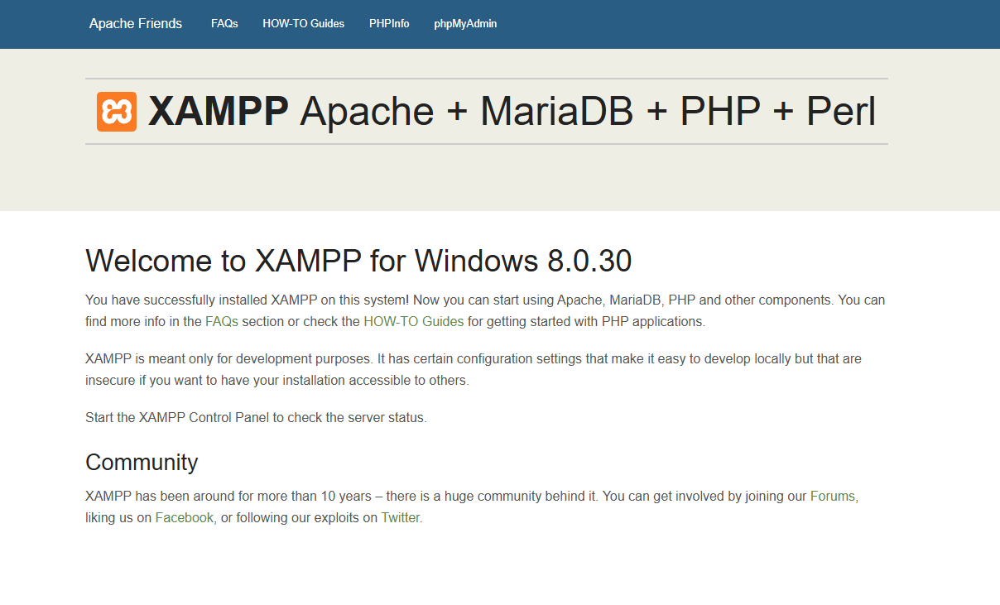 Apache Friends FAQs HOW-TO Guides PHPInfo phpMyAdmin
XAMPP Apache + MariaDB + PHP + Perl
Welcome to XAMPP for Windows 8.0.30
You have successfully installed XAMPP on this system! Now you can start using Apache, MariaDB, PHP and other components. You can
find more info in the FAQs section or check the HOW-TO Guides for getting started with PHP applications.
XAMPP is meant only for development purposes. It has certain configuration settings that make it easy to develop locally but that are
insecure if you want to have your installation accessible to others.
Start the XAMPP Control Panel to check the server status.
Community
XAMPP has been around for more than 10 years – there is a huge community behind it. You can get involved by joining our Forums,
liking us on Facebook, or following our exploits on Twitter.